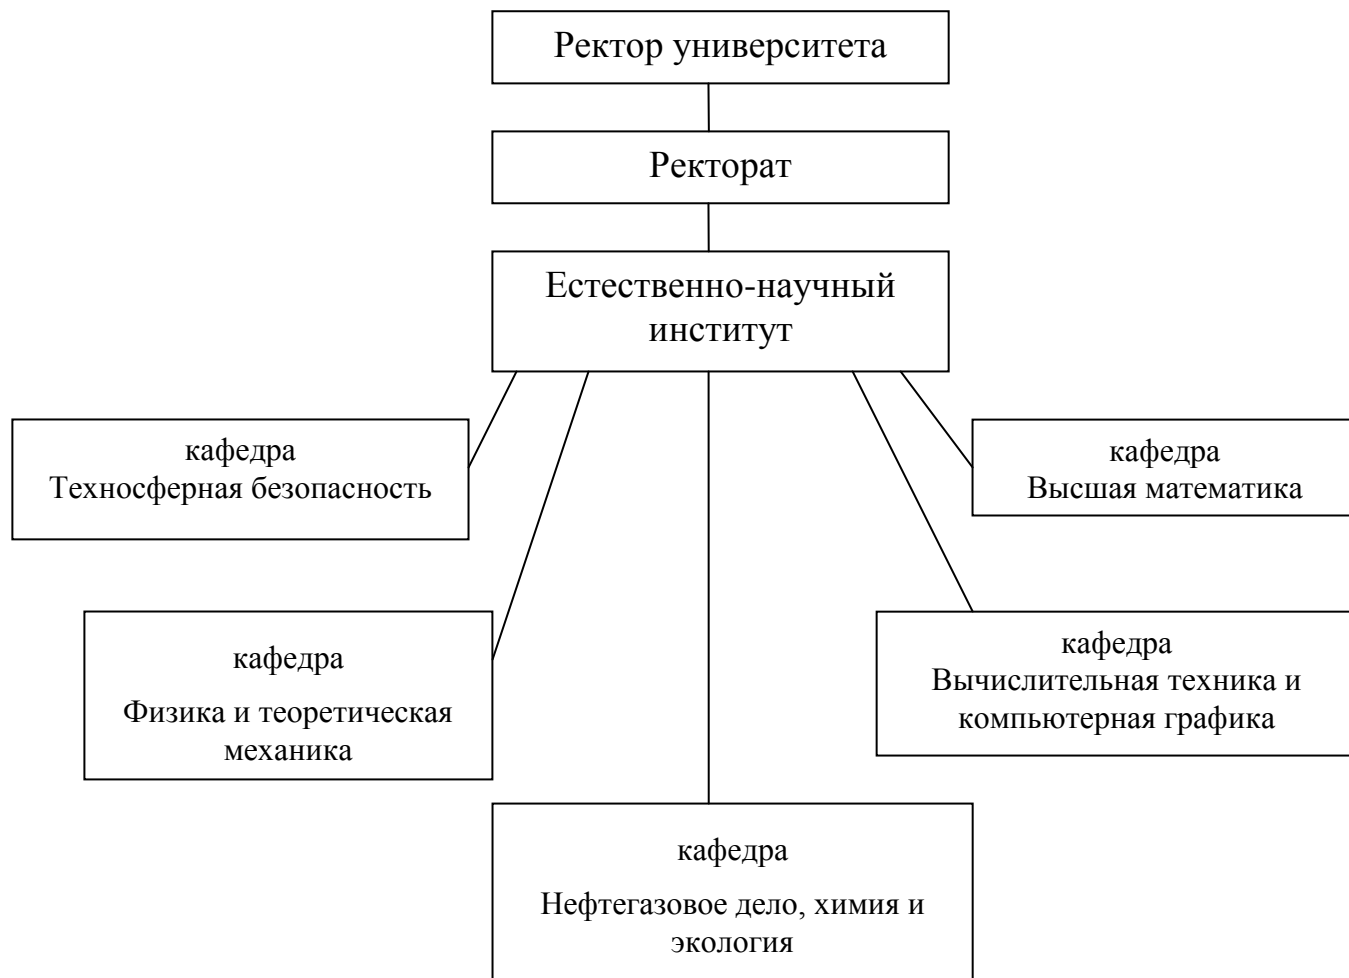 Ректор университета
Ректорат
Естественно-научный
институт
кафедра
Техносферная безопасность
кафедра
Высшая математика
кафедра
Физика и теоретическая
механика
кафедра
Вычислительная техника и
компьютерная графика
кафедра
Нефтегазовое дело, химия и
экология